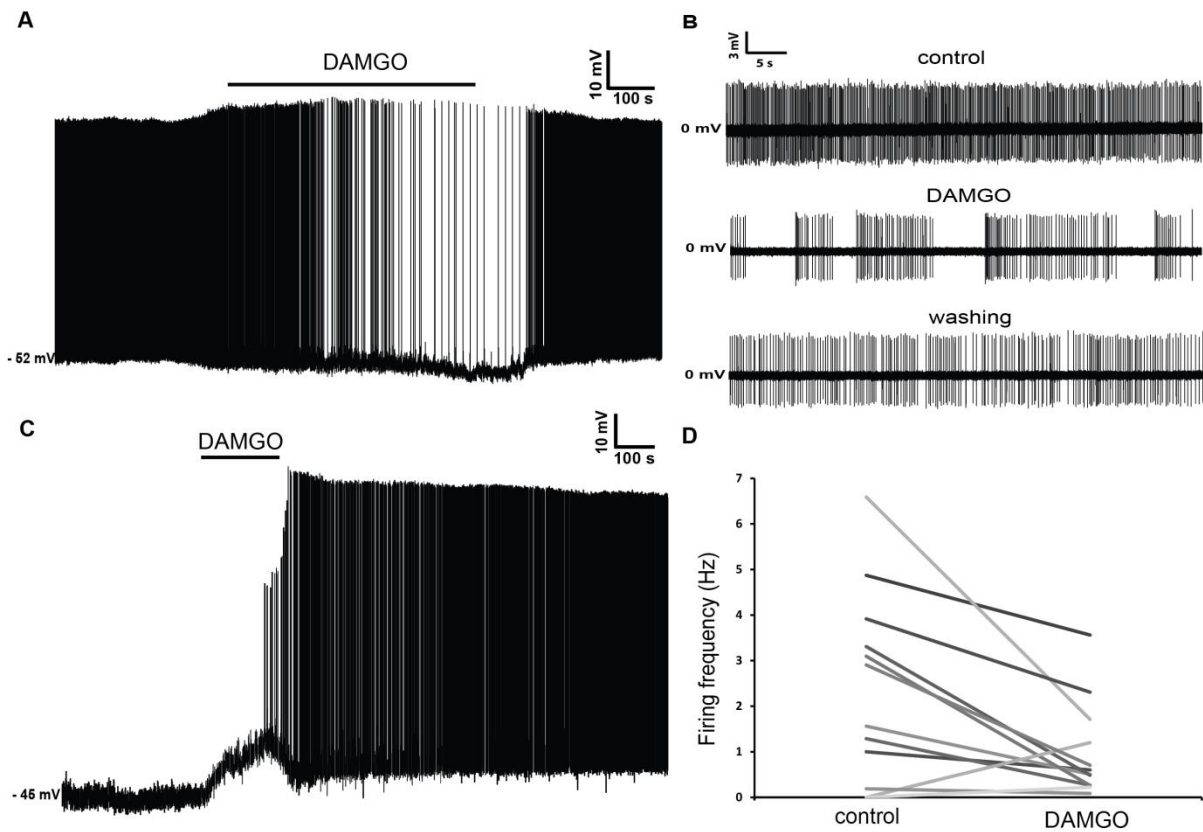 A
DAMGO
10 mV
100 s
- 52 mV
B
3 mV
5 s
control
0 mV
DAMGO
0 mV
washing
0 mV
C
DAMGO
10 mV
100 s
- 45 mV
D
Firing frequency (Hz)
7
6
5
4
3
2
1
0
control
DAMGO